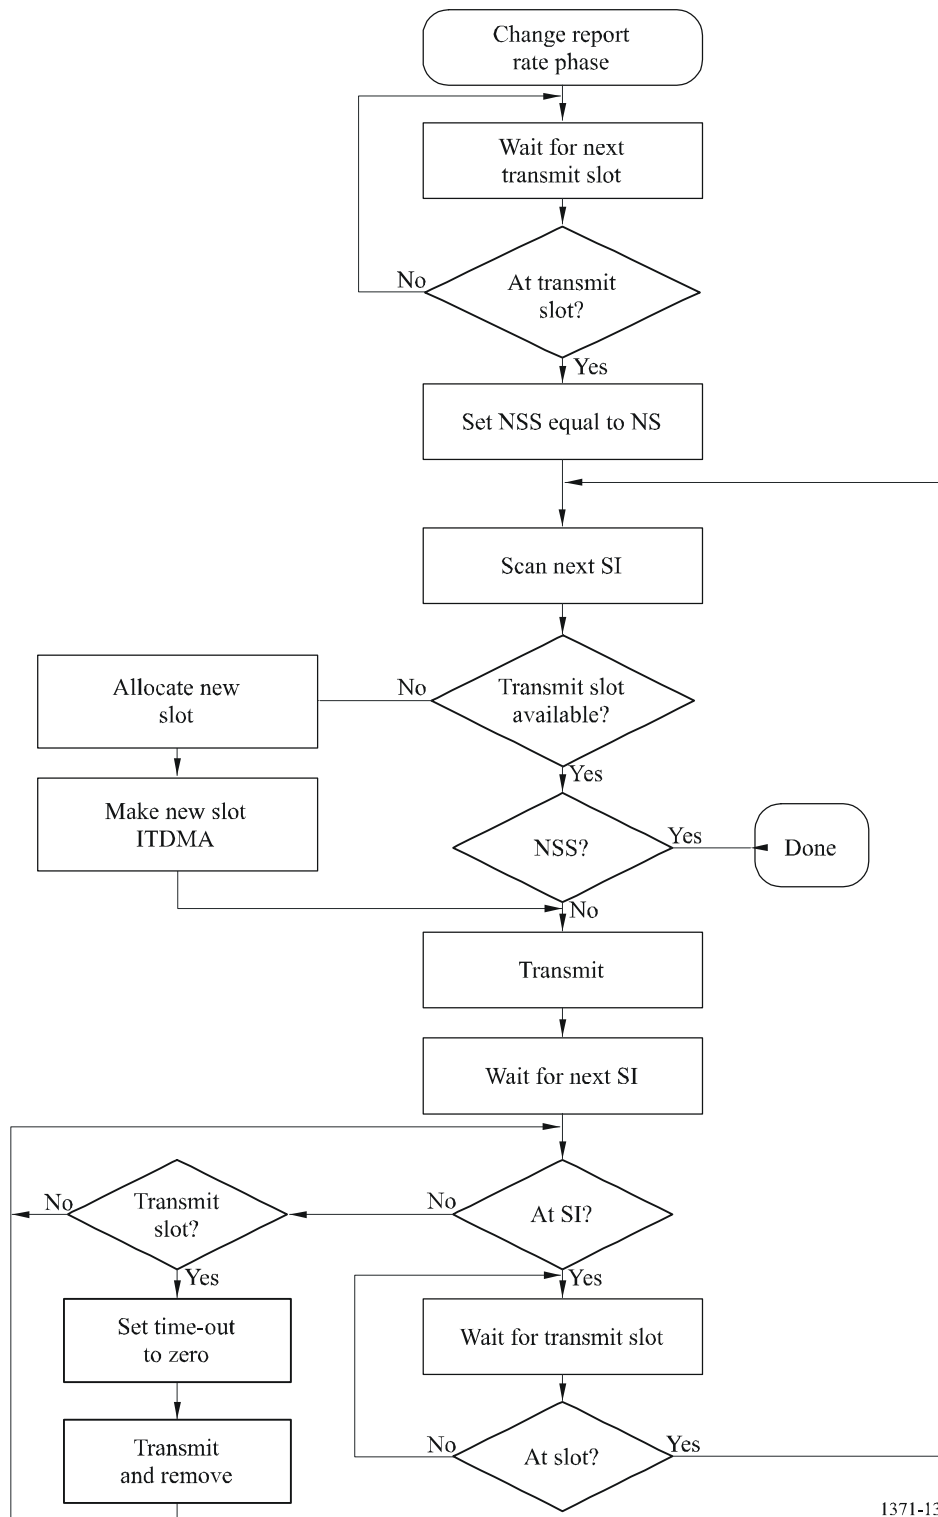 Change report
rate phase
Wait for next
transmit slot
No
At transmit
slot?
Yes
Set NSS equal to NS
Scan next SI
Allocate new
slot
No
Transmit slot
available?
Yes
Make new slot
ITDMA
NSS?
Yes
Done
No
Transmit
Wait for next SI
No
Transmit
slot?
No
At SI?
Yes
Yes
Set time-out
to zero
Wait for transmit slot
Transmit
and remove
No
At slot?
Yes
1371-13